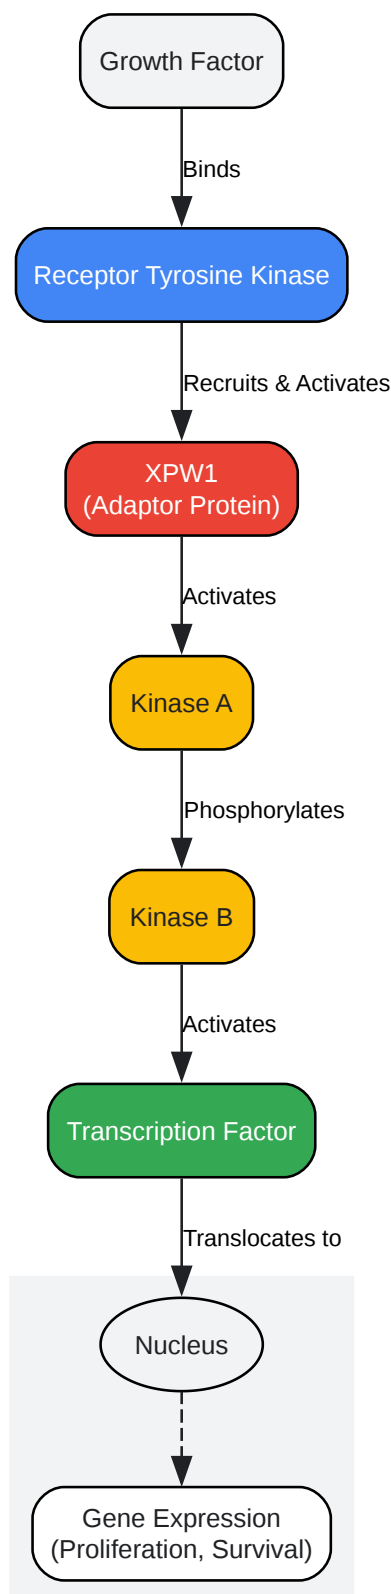 Growth Factor
Binds
Receptor Tyrosine Kinase
Recruits & Activates
XPW1
(Adaptor Protein)
Activates
Kinase A
Phosphorylates
Kinase B
Activates
Transcription Factor
Translocates to
Nucleus
Gene Expression
(Proliferation, Survival)